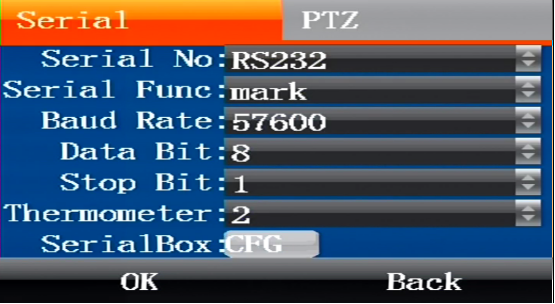 Serial PTZ
Serial No:RS232
Serial Func:mark
Baud Rate:57600
Data Bit:8
Stop Bit:1
Thermometer:2
SerialBox:CFG
OK Back